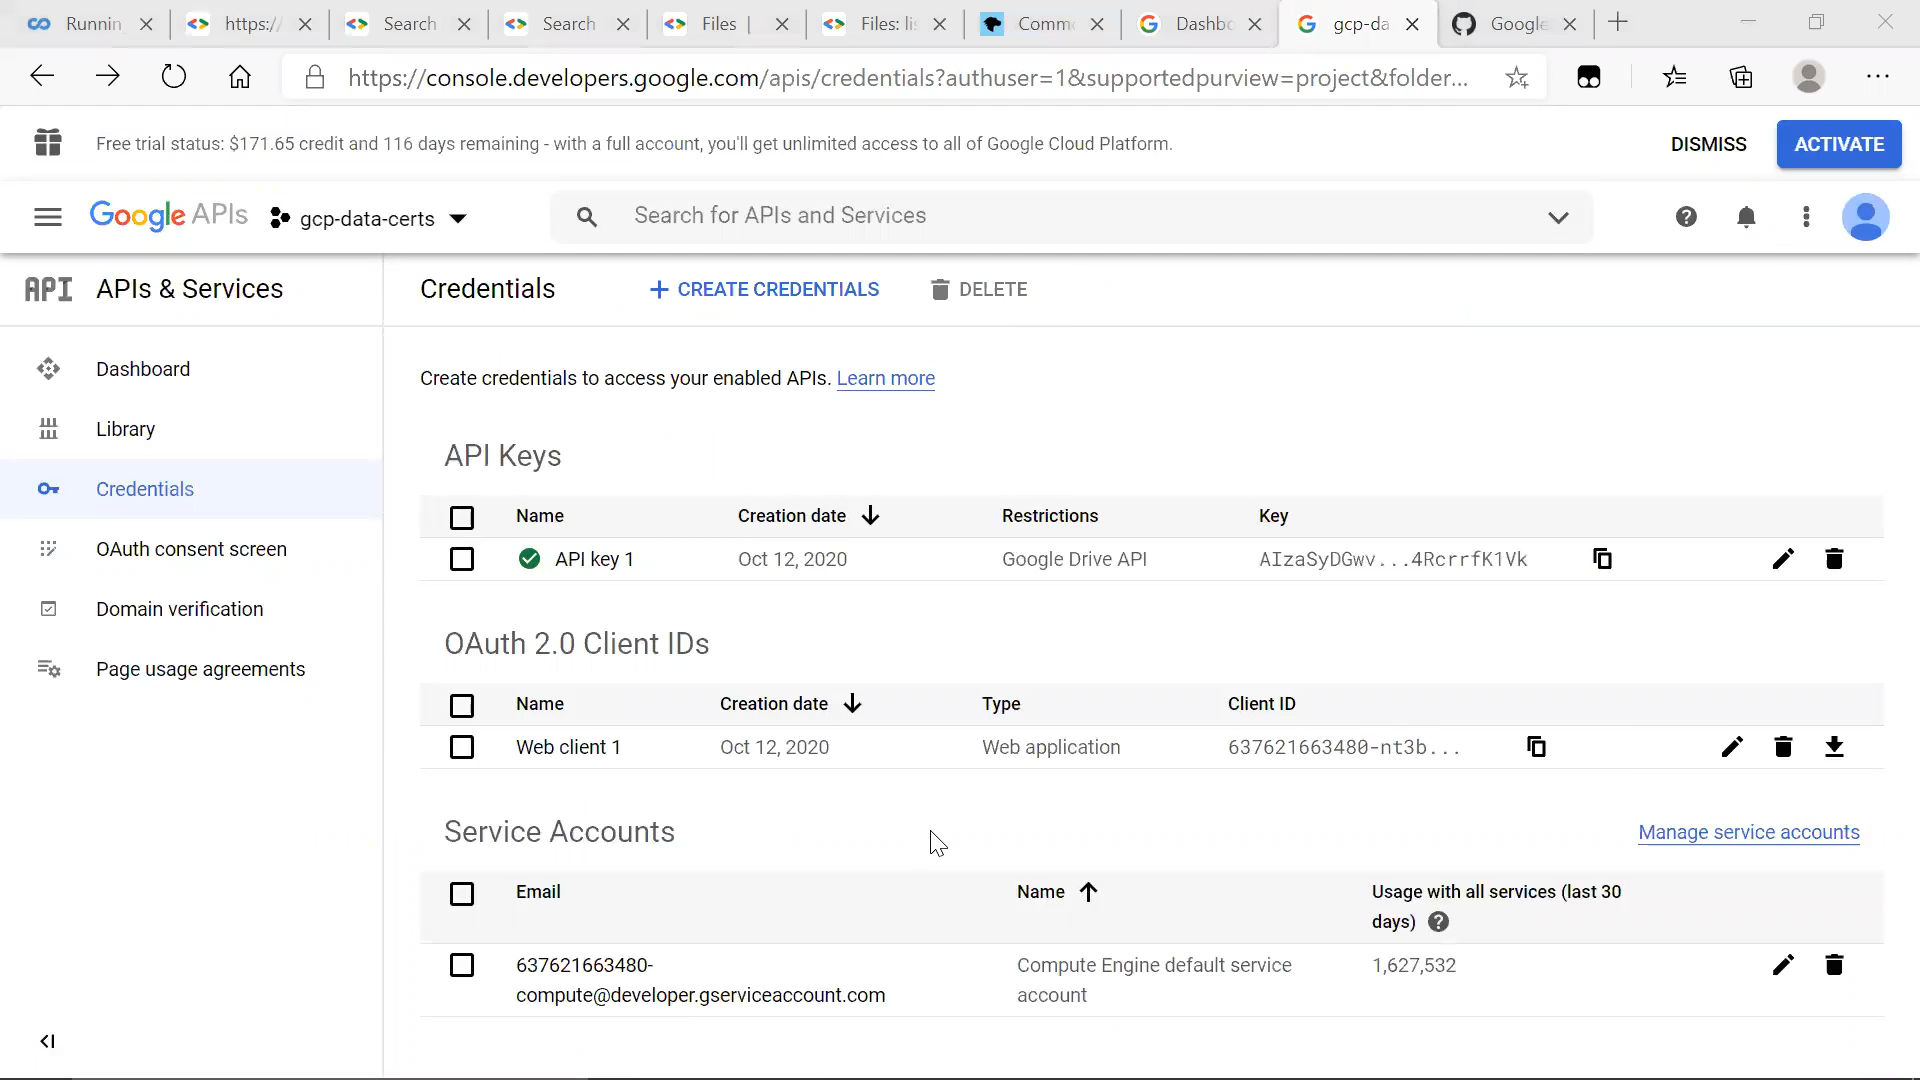 Runnin
https:/
Search
Search
Files |
Files: lis
Comm
Dashbo
gcp-da
Google
https://console.developers.google.com/apis/credentials?authuser=1&supportedpurview=project&folder...
Free trial status: $171.65 credit and 116 days remaining - with a full account, you'll get unlimited access to all of Google Cloud Platform.
DISMISS
ACTIVATE
Google APIs
gcp-data-certs
Search for APIs and Services
API APIs & Services
Credentials
CREATE CREDENTIALS
DELETE
Dashboard
Library
Credentials
OAuth consent screen
Domain verification
Page usage agreements
Create credentials to access your enabled APIs. Learn more
API Keys
Name Creation date Restrictions Key
API key 1 Oct 12, 2020 Google Drive API AIzaSyDGwv...4RcrrfK1Vk
OAuth 2.0 Client IDs
Name Creation date Type Client ID
Web client 1 Oct 12, 2020 Web application 637621663480-nt3b...
Service Accounts
Manage service accounts
Email Name Usage with all services (last 30
days)
637621663480- Compute Engine default service 1,627,532
compute@developer.gserviceaccount.com account